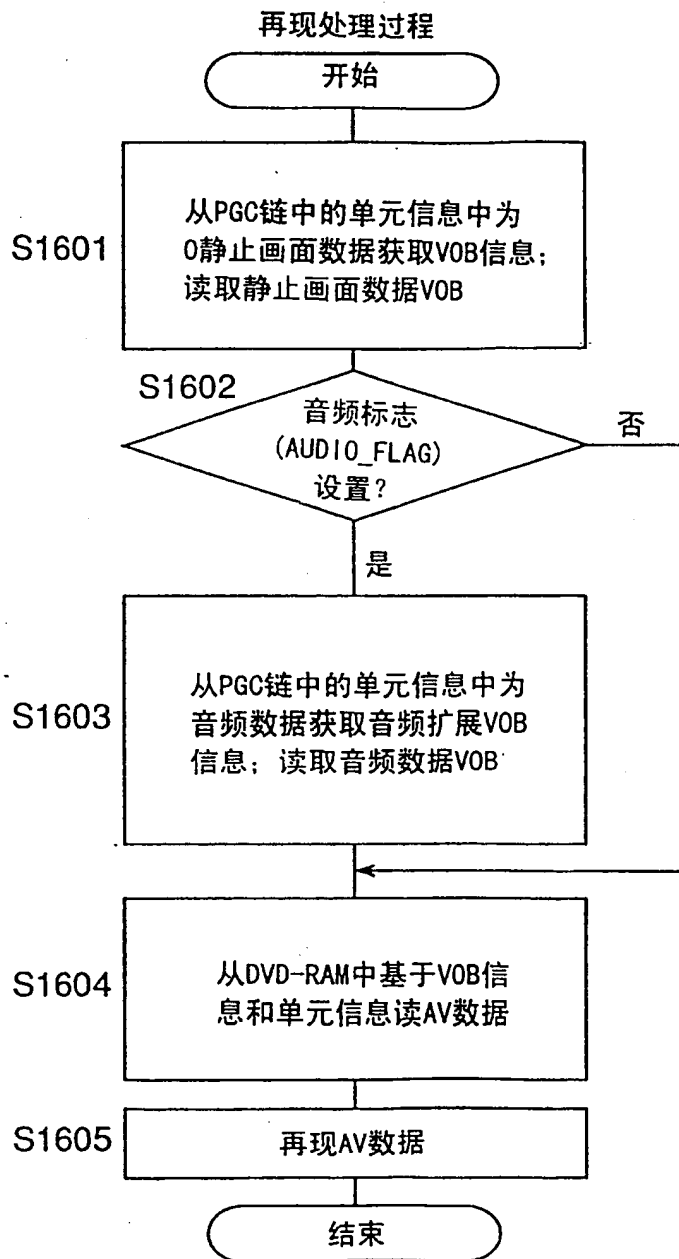 再现处理过程
开始
S1601
从PGC链中的单元信息中为
0静止画面数据获取VOB信息;
读取静止画面数据VOB
S1602
音频标志
(AUDIO_FLAG)
设置?
否
是
S1603
从PGC链中的单元信息中为
音频数据获取音频扩展VOB
信息; 读取音频数据VOB
S1604
从DVD-RAM中基于VOB信
息和单元信息读AV数据
S1605
再现AV数据
结束